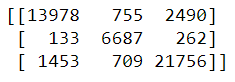 [[13978 755 2490]
[ 133 6687 262]
[ 1453 709 21756]]